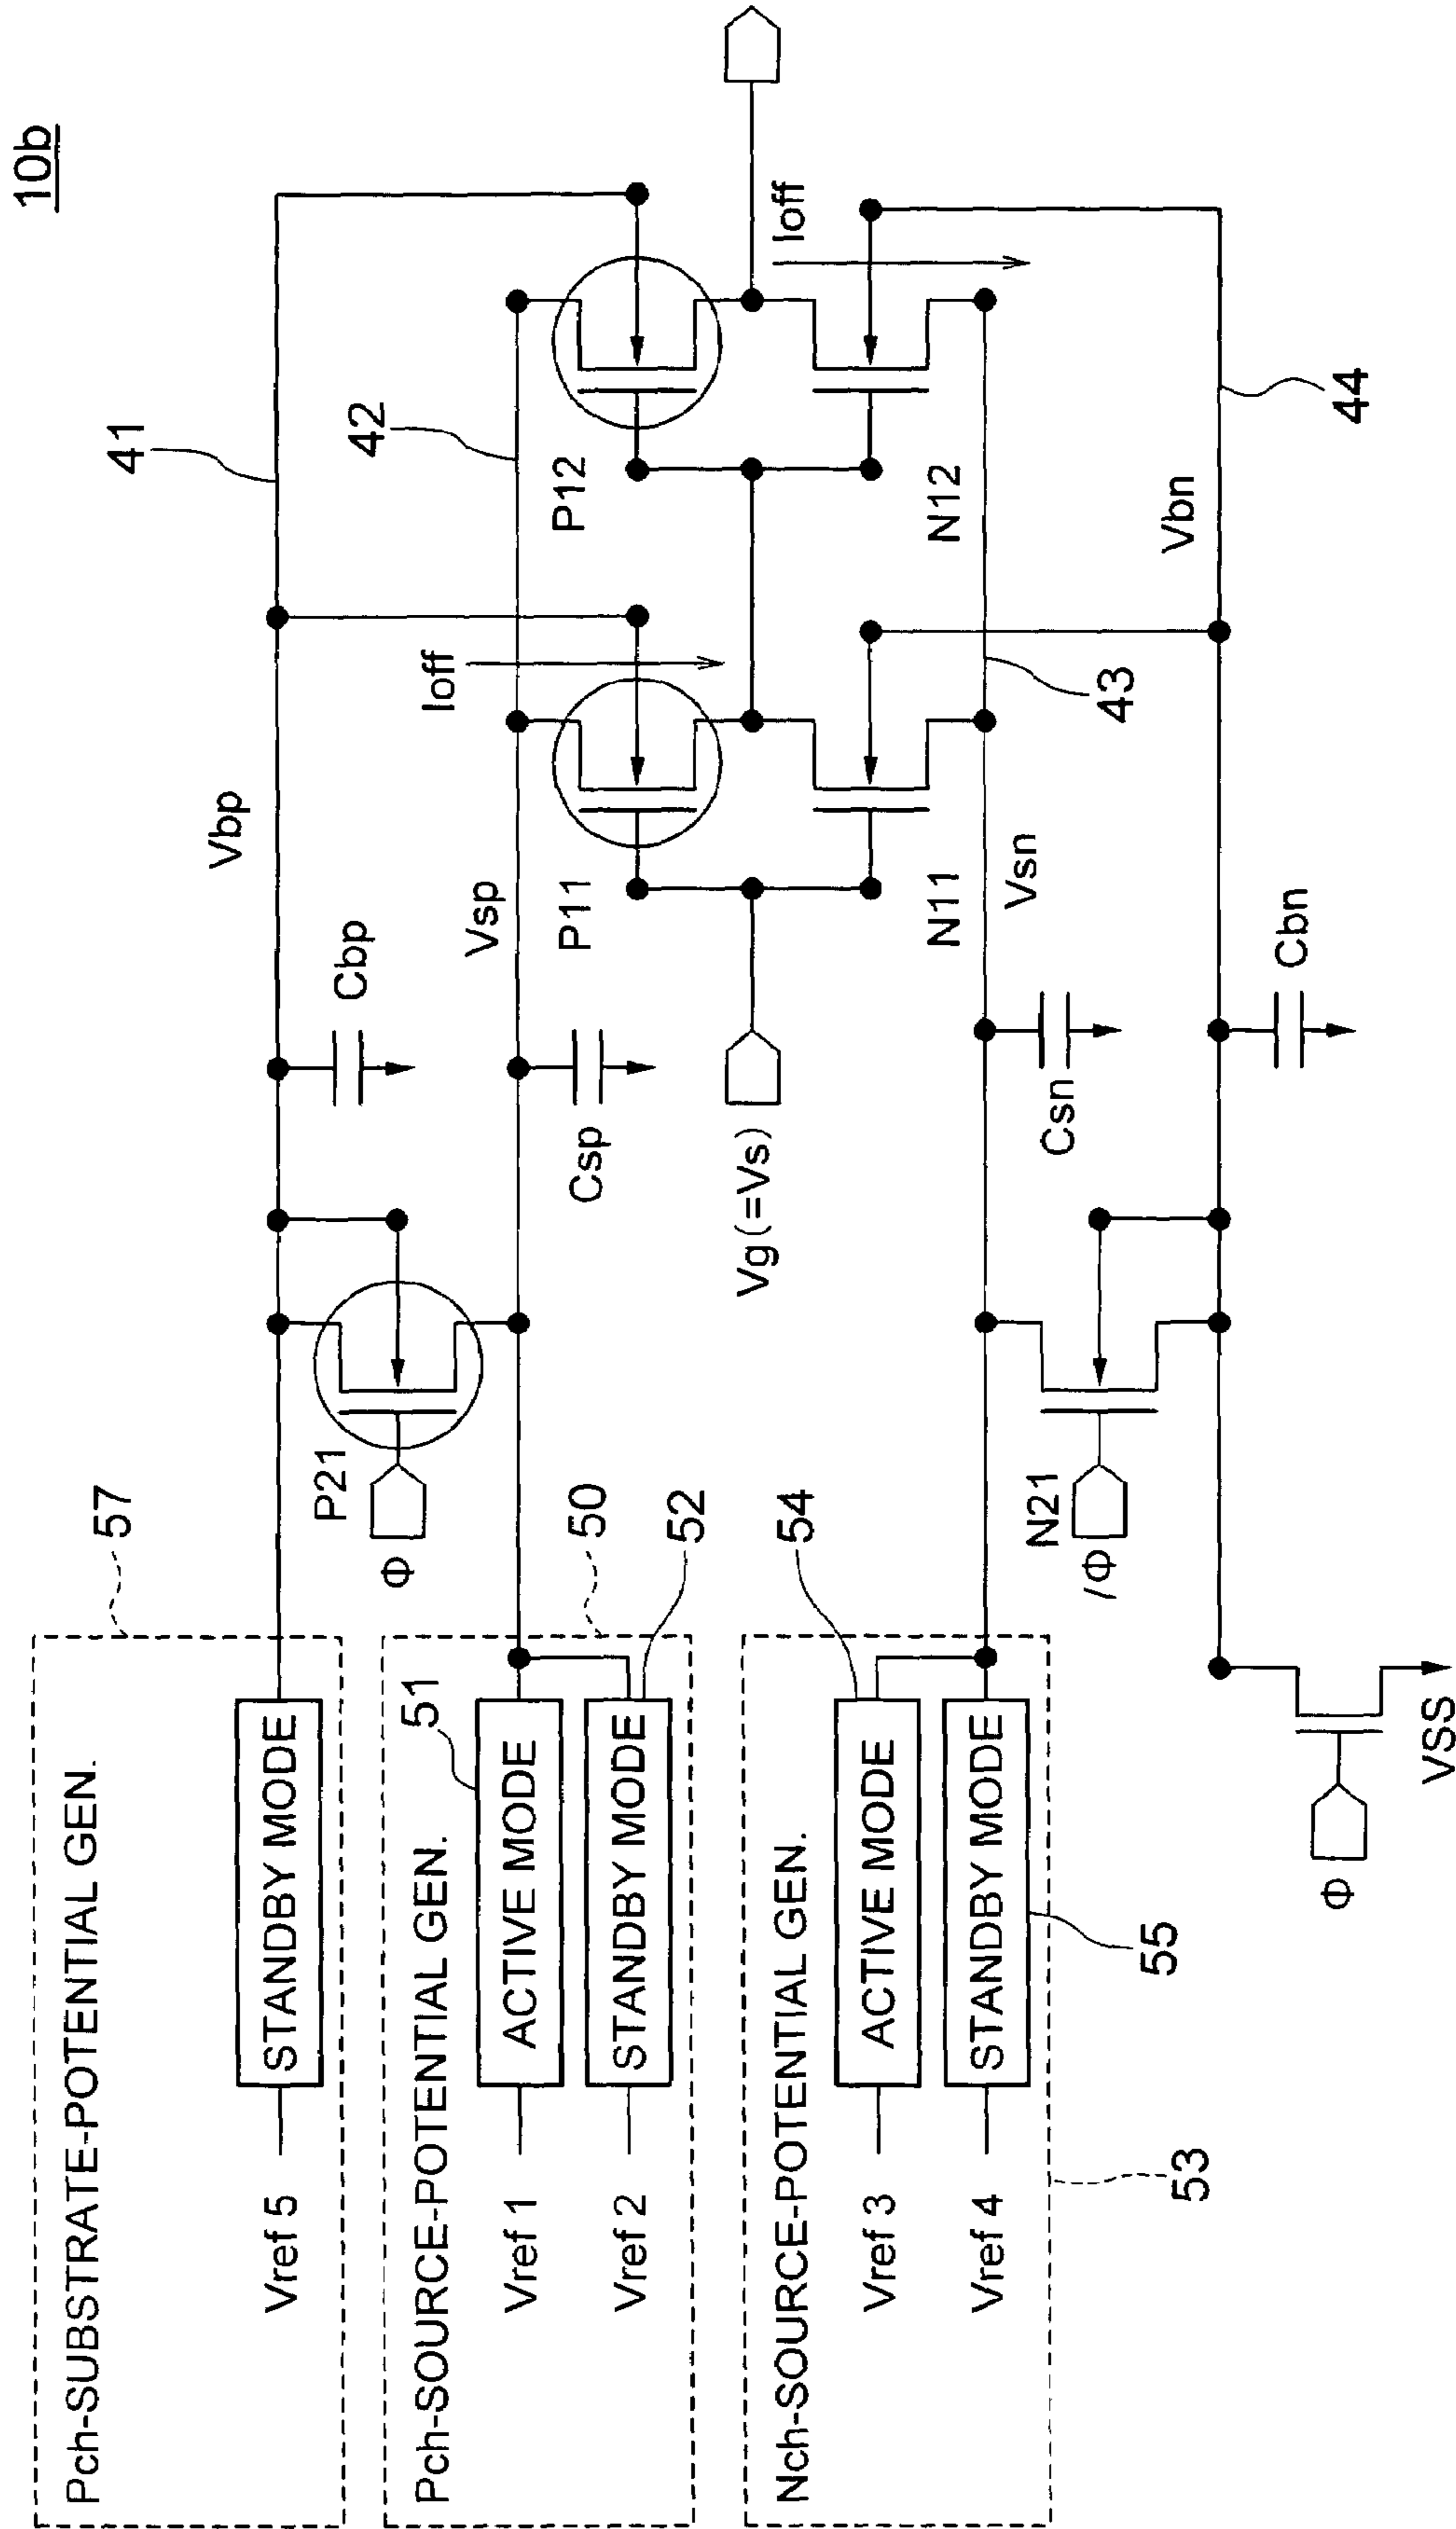 10b
Pch-SUBSTRATE-POTENTIAL GEN.
57
Vref 5
STANDBY MODE
P21
Φ
Vbp
Cbp
41
Pch-SOURCE-POTENTIAL GEN.
51
50
52
Vref 1
ACTIVE MODE
Vref 2
STANDBY MODE
Vsp
Csp
42
Ioff
P11
P12
Ioff
Vg(=Vs)
Nch-SOURCE-POTENTIAL GEN.
54
Vref 3
ACTIVE MODE
Vref 4
STANDBY MODE
53
55
N11
N12
Vsn
Csn
43
N21
/Φ
Cbn
Vbn
44
Φ
VSS